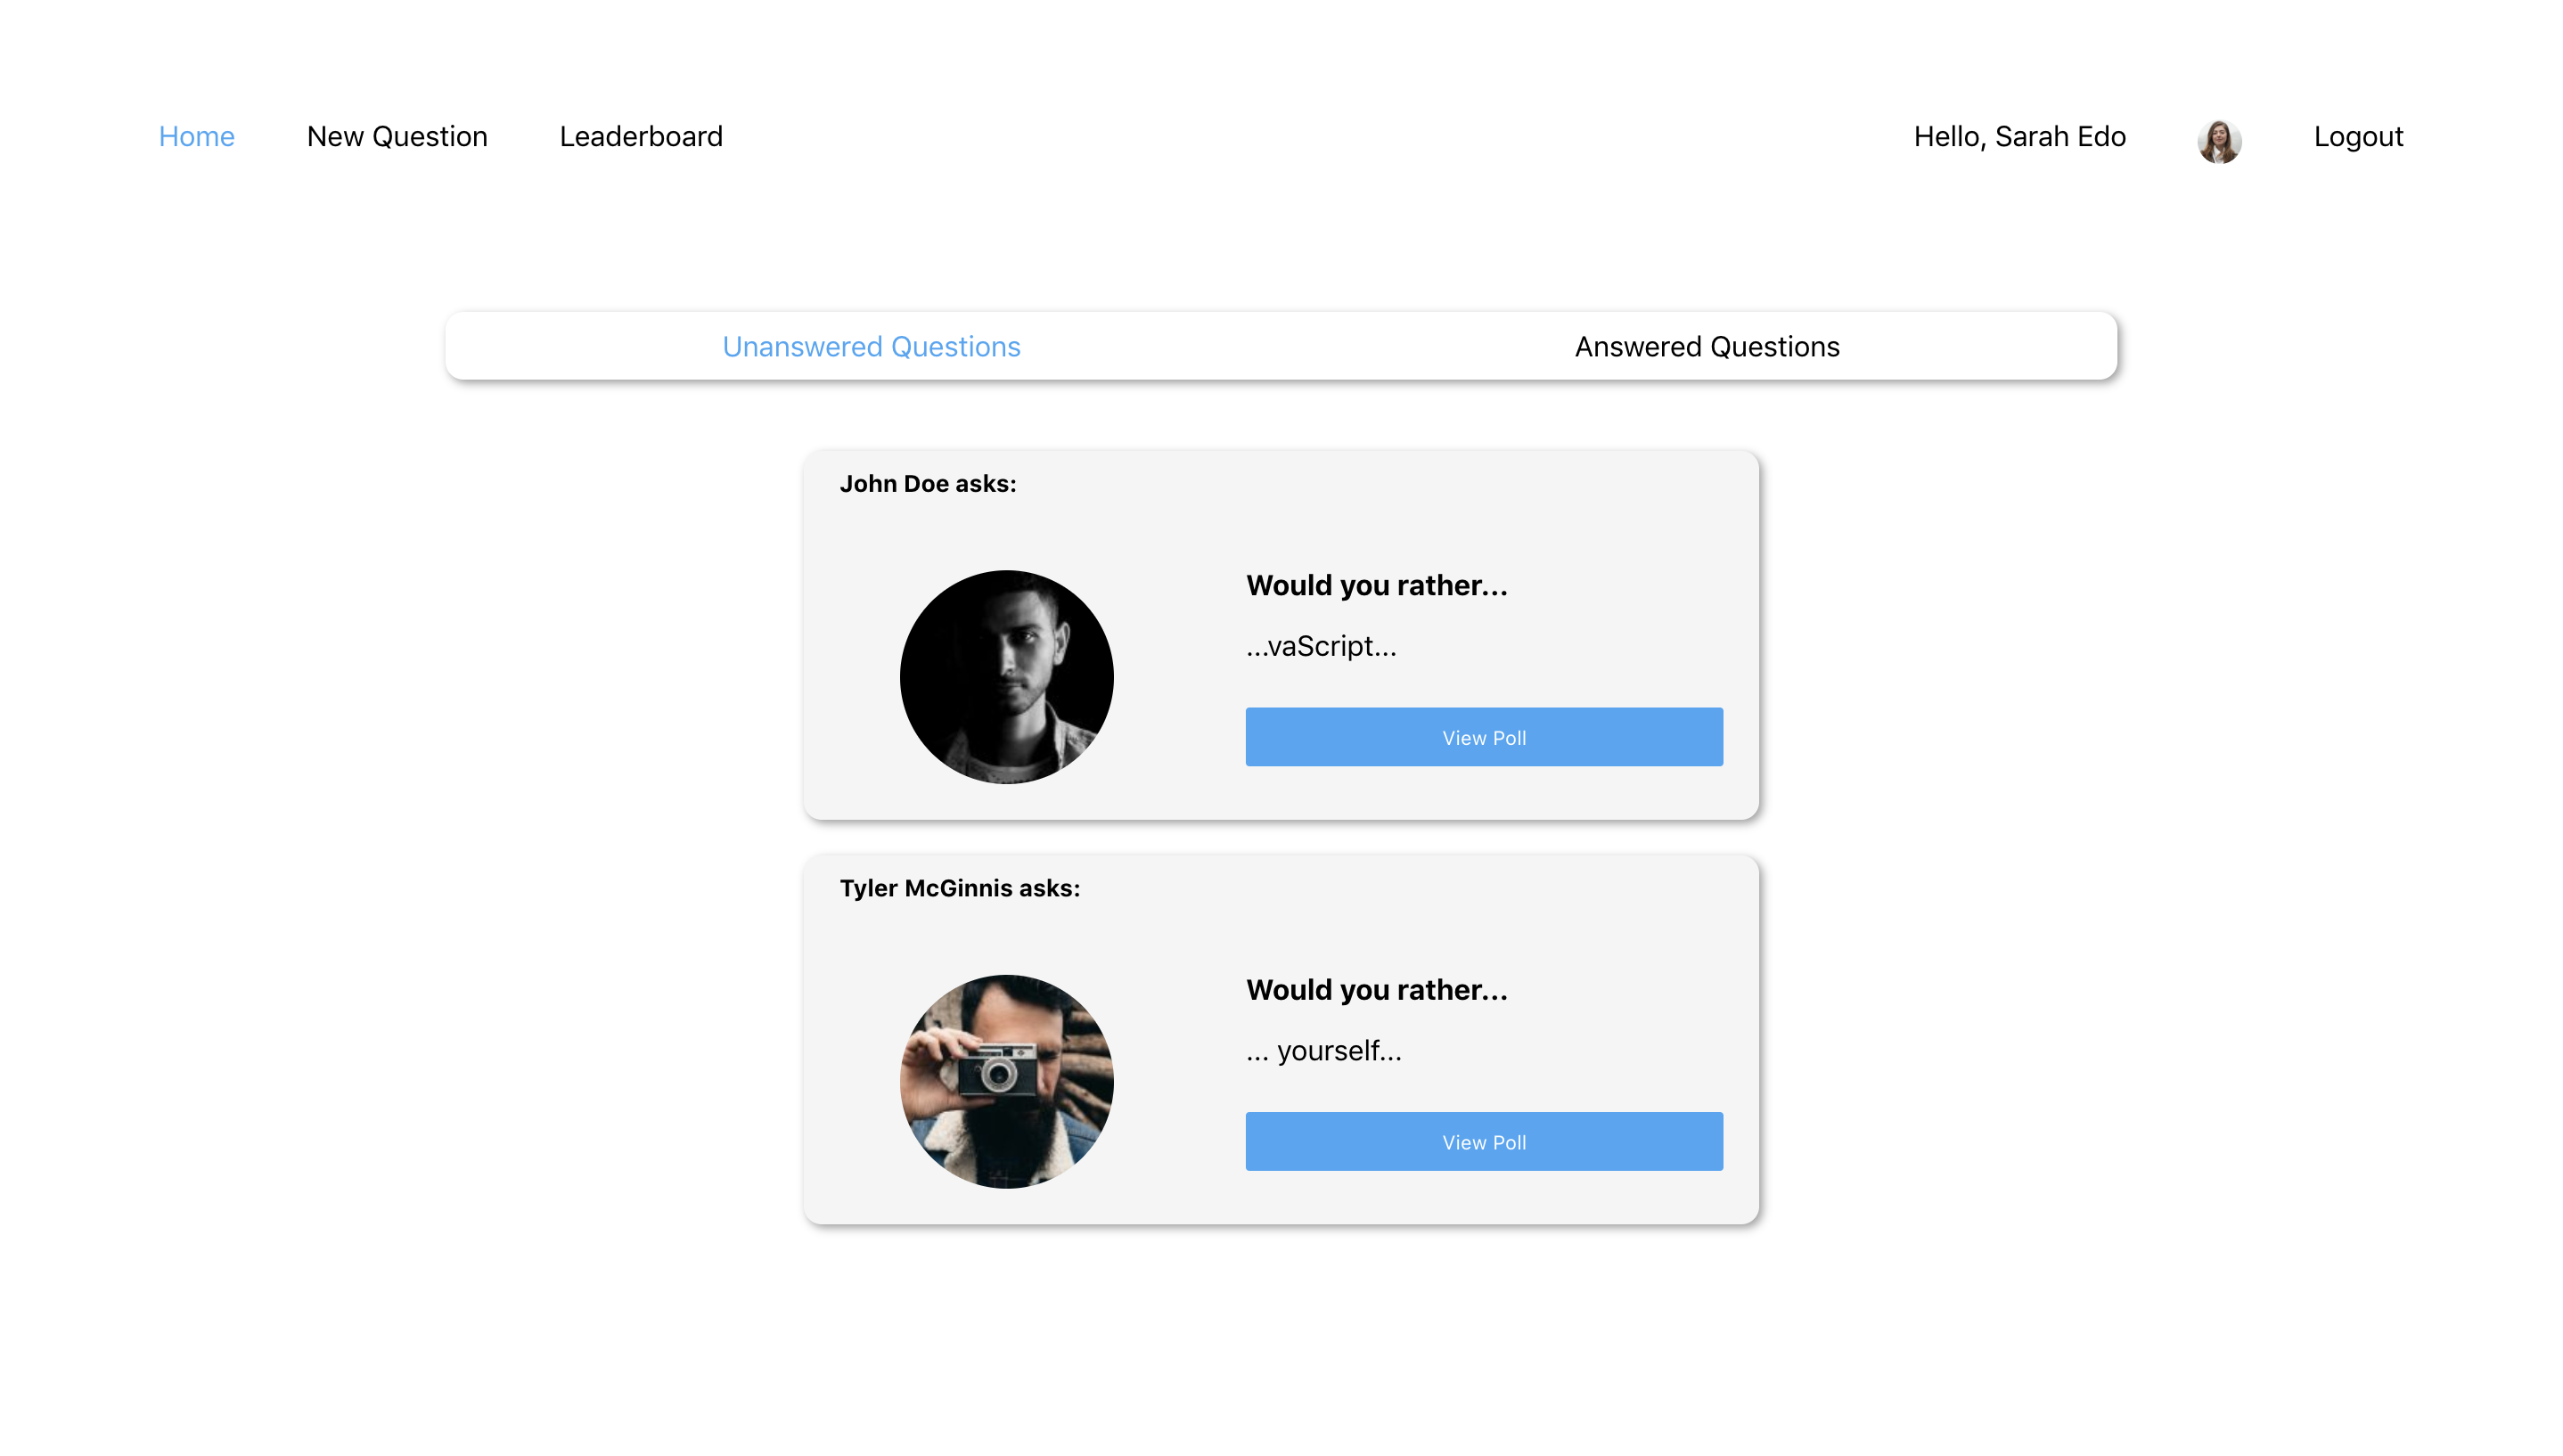 Home New Question Leaderboard Hello, Sarah Edo Logout
Unanswered Questions Answered Questions
John Doe asks:
Would you rather...
...vaScript...
View Poll
Tyler McGinnis asks:
Would you rather...
... yourself...
View Poll